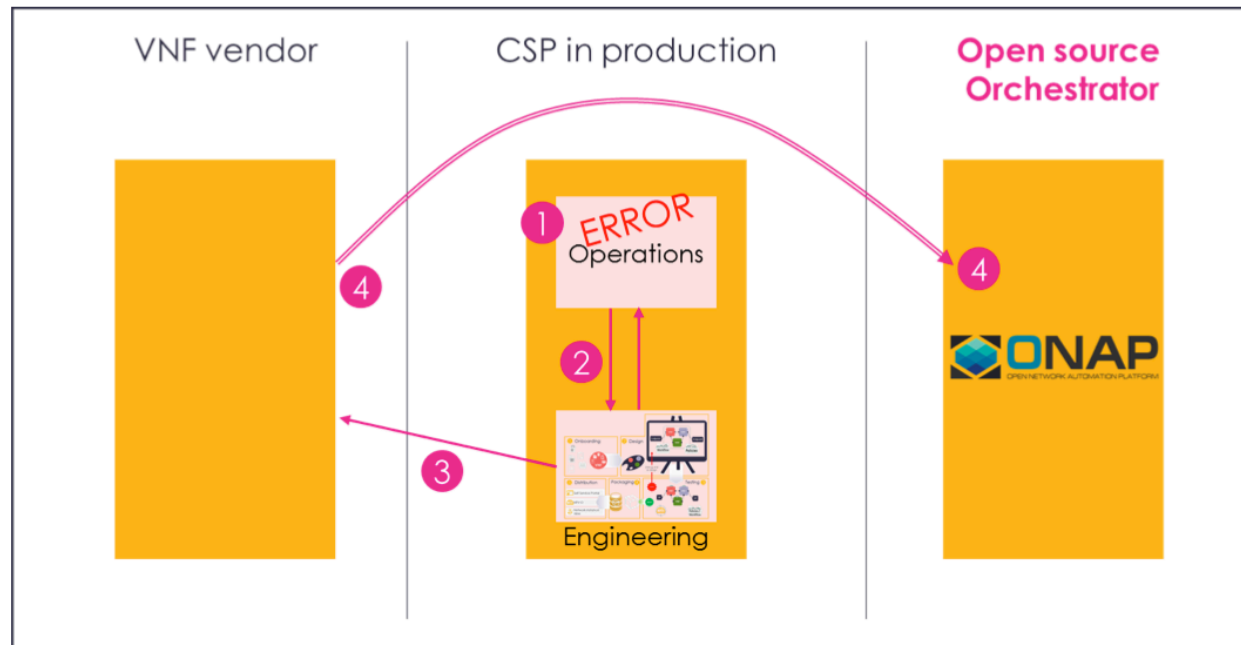 VNF vendor
CSP in production
Open source
Orchestrator
1
ERROR
Operations
4
4
2
ONAP
OPEN NETWORK AUTOMATION PLATFORM
3
Onboarding
Design
Distribution
Packaging
Testing
Engineering